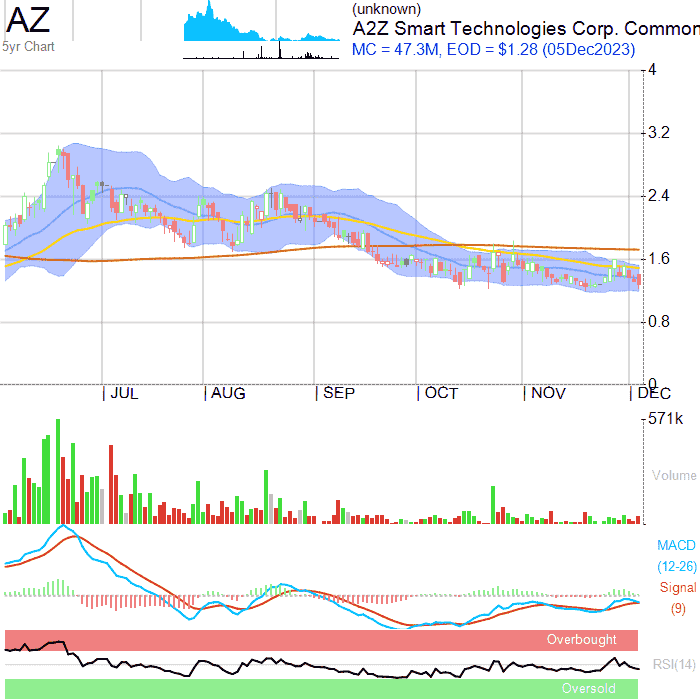 AZ
5yr Chart
(unknown)
A2Z Smart Technologies Corp. Common
MC = 47.3M, EOD = $1.28 (05Dec2023)
4
3.2
2.4
1.6
0.8
0
JUL AUG SEP OCT NOV DEC
571k
Volume
MACD
(12-26)
Signal
(9)
Overbought
RSI(14)
Oversold